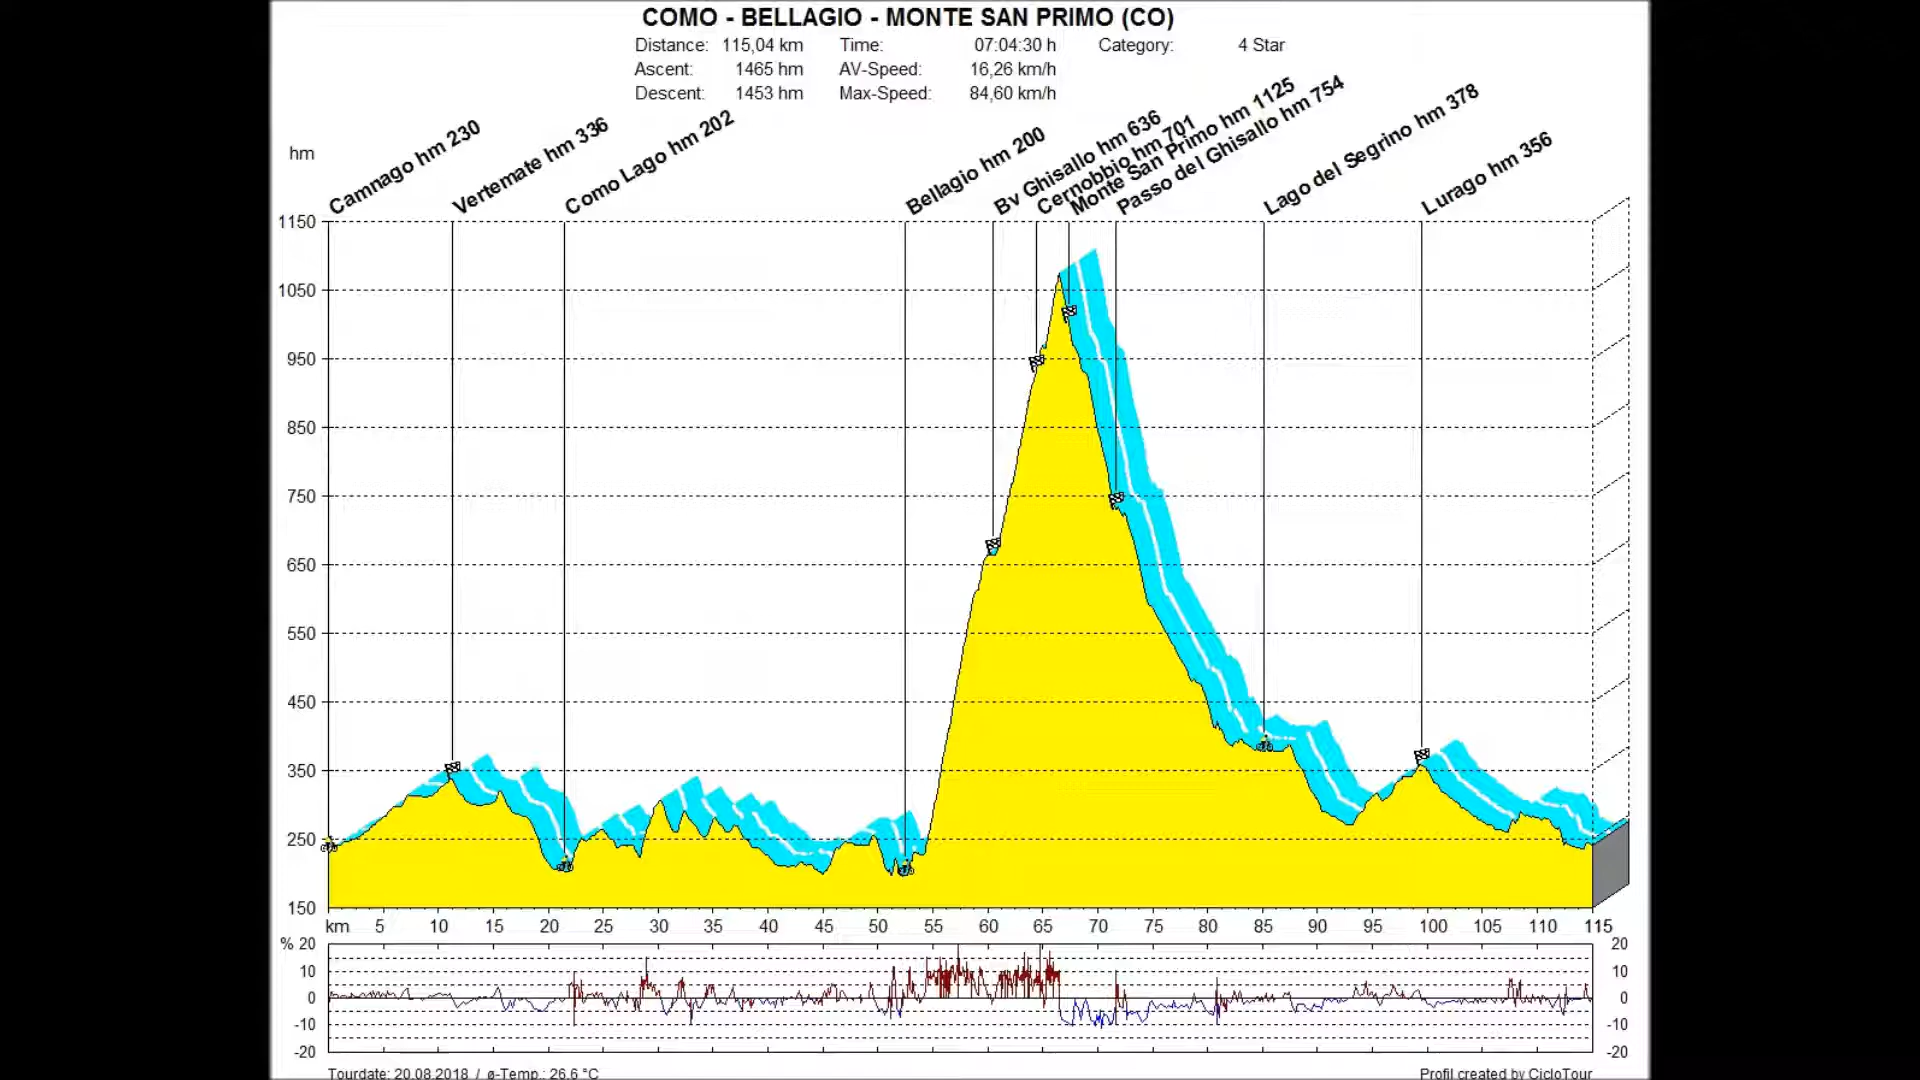 COMO - BELLAGIO - MONTE SAN PRIMO (CO)
Distance: 115,04 km Time: 07:04:30 h Category: 4 Star
Ascent: 1465 hm AV-Speed: 16,26 km/h
Descent: 1453 hm Max-Speed: 84,60 km/h
hm
Camnago hm 230
Vertemate hm 336
Como Lago hm 202
Bellagio hm 200
Bv Ghisallo hm 636
Cernobbio hm 701
Monte San Primo hm 1125
Passo del Ghisallo hm 754
Lago del Segrino hm 378
Lurago hm 356
1150
1050
950
850
750
650
550
450
350
250
150
km 5 10 15 20 25 30 35 40 45 50 55 60 65 70 75 80 85 90 95 100 105 110 115
% 20 20
10 10
0 0
-10 -10
-20 -20
Tourdate: 20.08.2018 / ø-Temp.: 26.6 °C Profil created by CicloTour